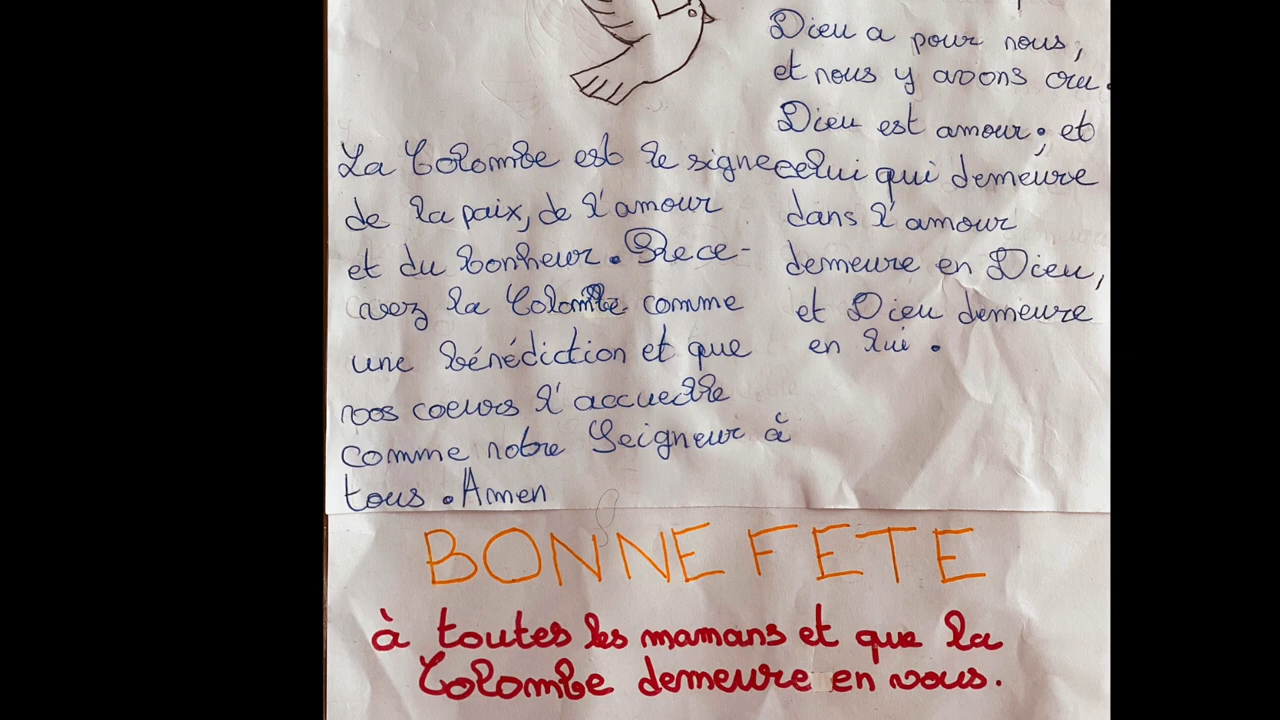 La Colombe est le signe
de la paix, de l'amour
et du bonheur. Rece-
vez la Colombe comme
une bénédiction et que
vos coeurs l'accueille
comme notre Seigneur à
tous. Amen
Dieu a pour nous,
et nous y avons cru.
Dieu est amour; et
celui qui demeure
dans l'amour
demeure en Dieu,
et Dieu demeure
en lui.
BONNE FETE
à toutes les mamans et que la
Colombe demeure en vous.